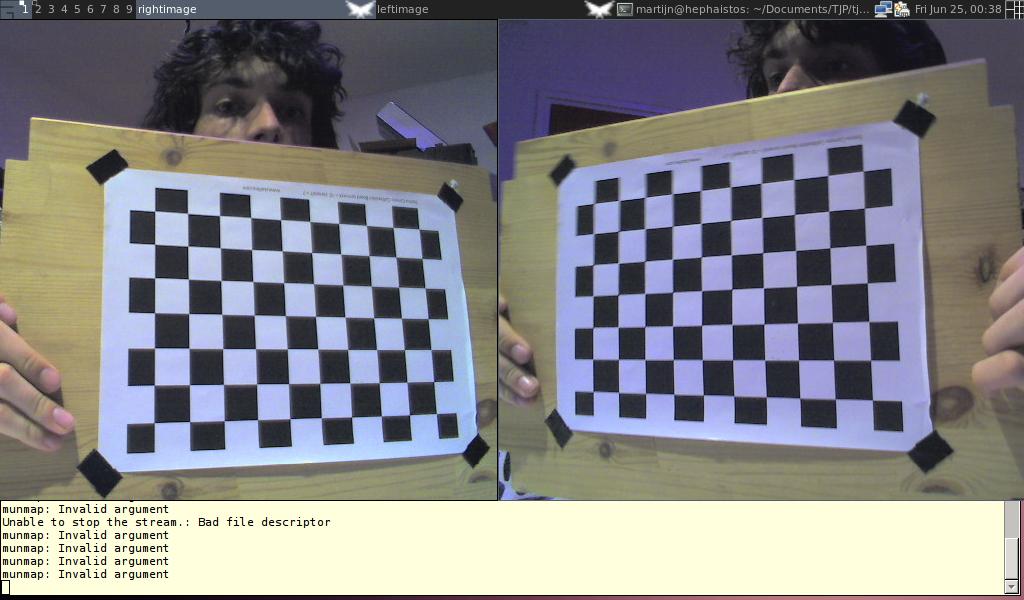 1 2 3 4 5 6 7 8 9 rightimage leftimage martijn@hephaistos: ~/Documents/TJP/tj... Fri Jun 25, 00:38
munmap: Invalid argument
Unable to stop the stream.: Bad file descriptor
munmap: Invalid argument
munmap: Invalid argument
munmap: Invalid argument
munmap: Invalid argument